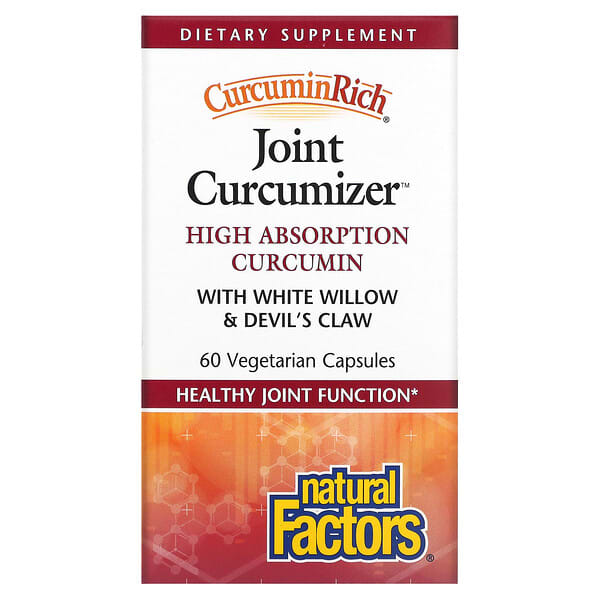 DIETARY SUPPLEMENT
CurcuminRich®
Joint
Curcumizer™
HIGH ABSORPTION
CURCUMIN
WITH WHITE WILLOW
& DEVIL'S CLAW
60 Vegetarian Capsules
HEALTHY JOINT FUNCTION*
natural
Factors®